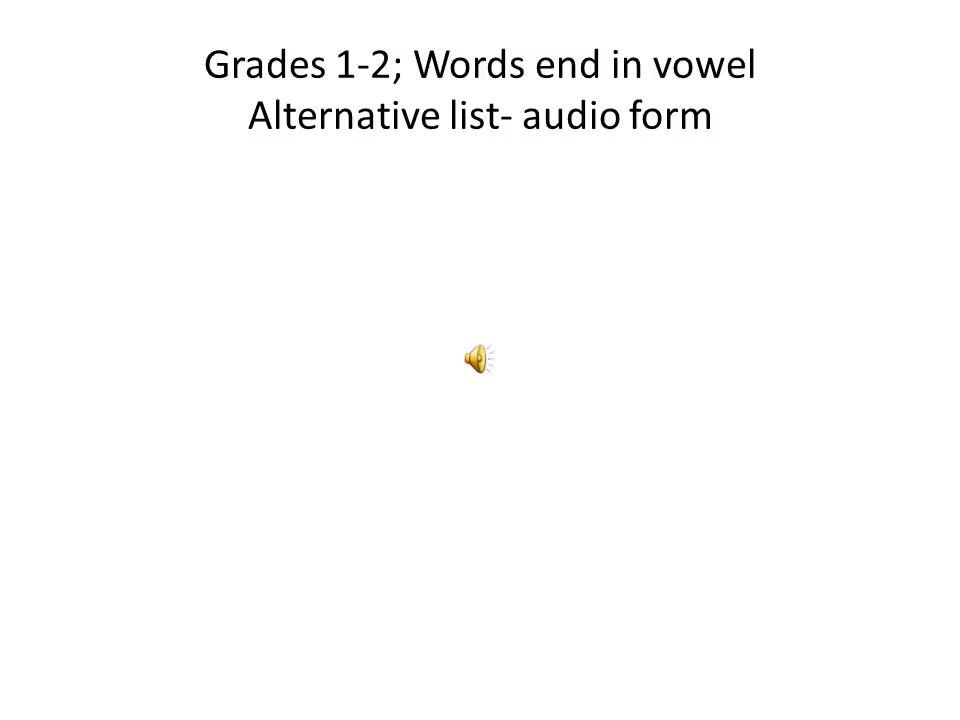 Grades 1-2; Words end in vowel
Alternative list- audio form